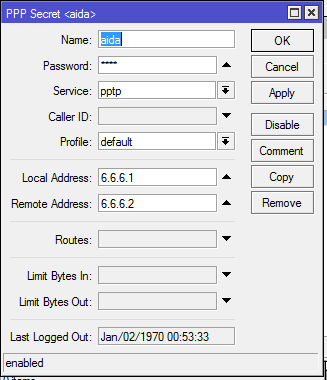 PPP Secret <aida>
Name: aida
OK
Password: ****
Cancel
Service: pptp
Apply
Caller ID:
Disable
Profile: default
Comment
Local Address: 6.6.6.1
Copy
Remote Address: 6.6.6.2
Remove
Routes:
Limit Bytes In:
Limit Bytes Out:
Last Logged Out: Jan/02/1970 00:53:33
enabled